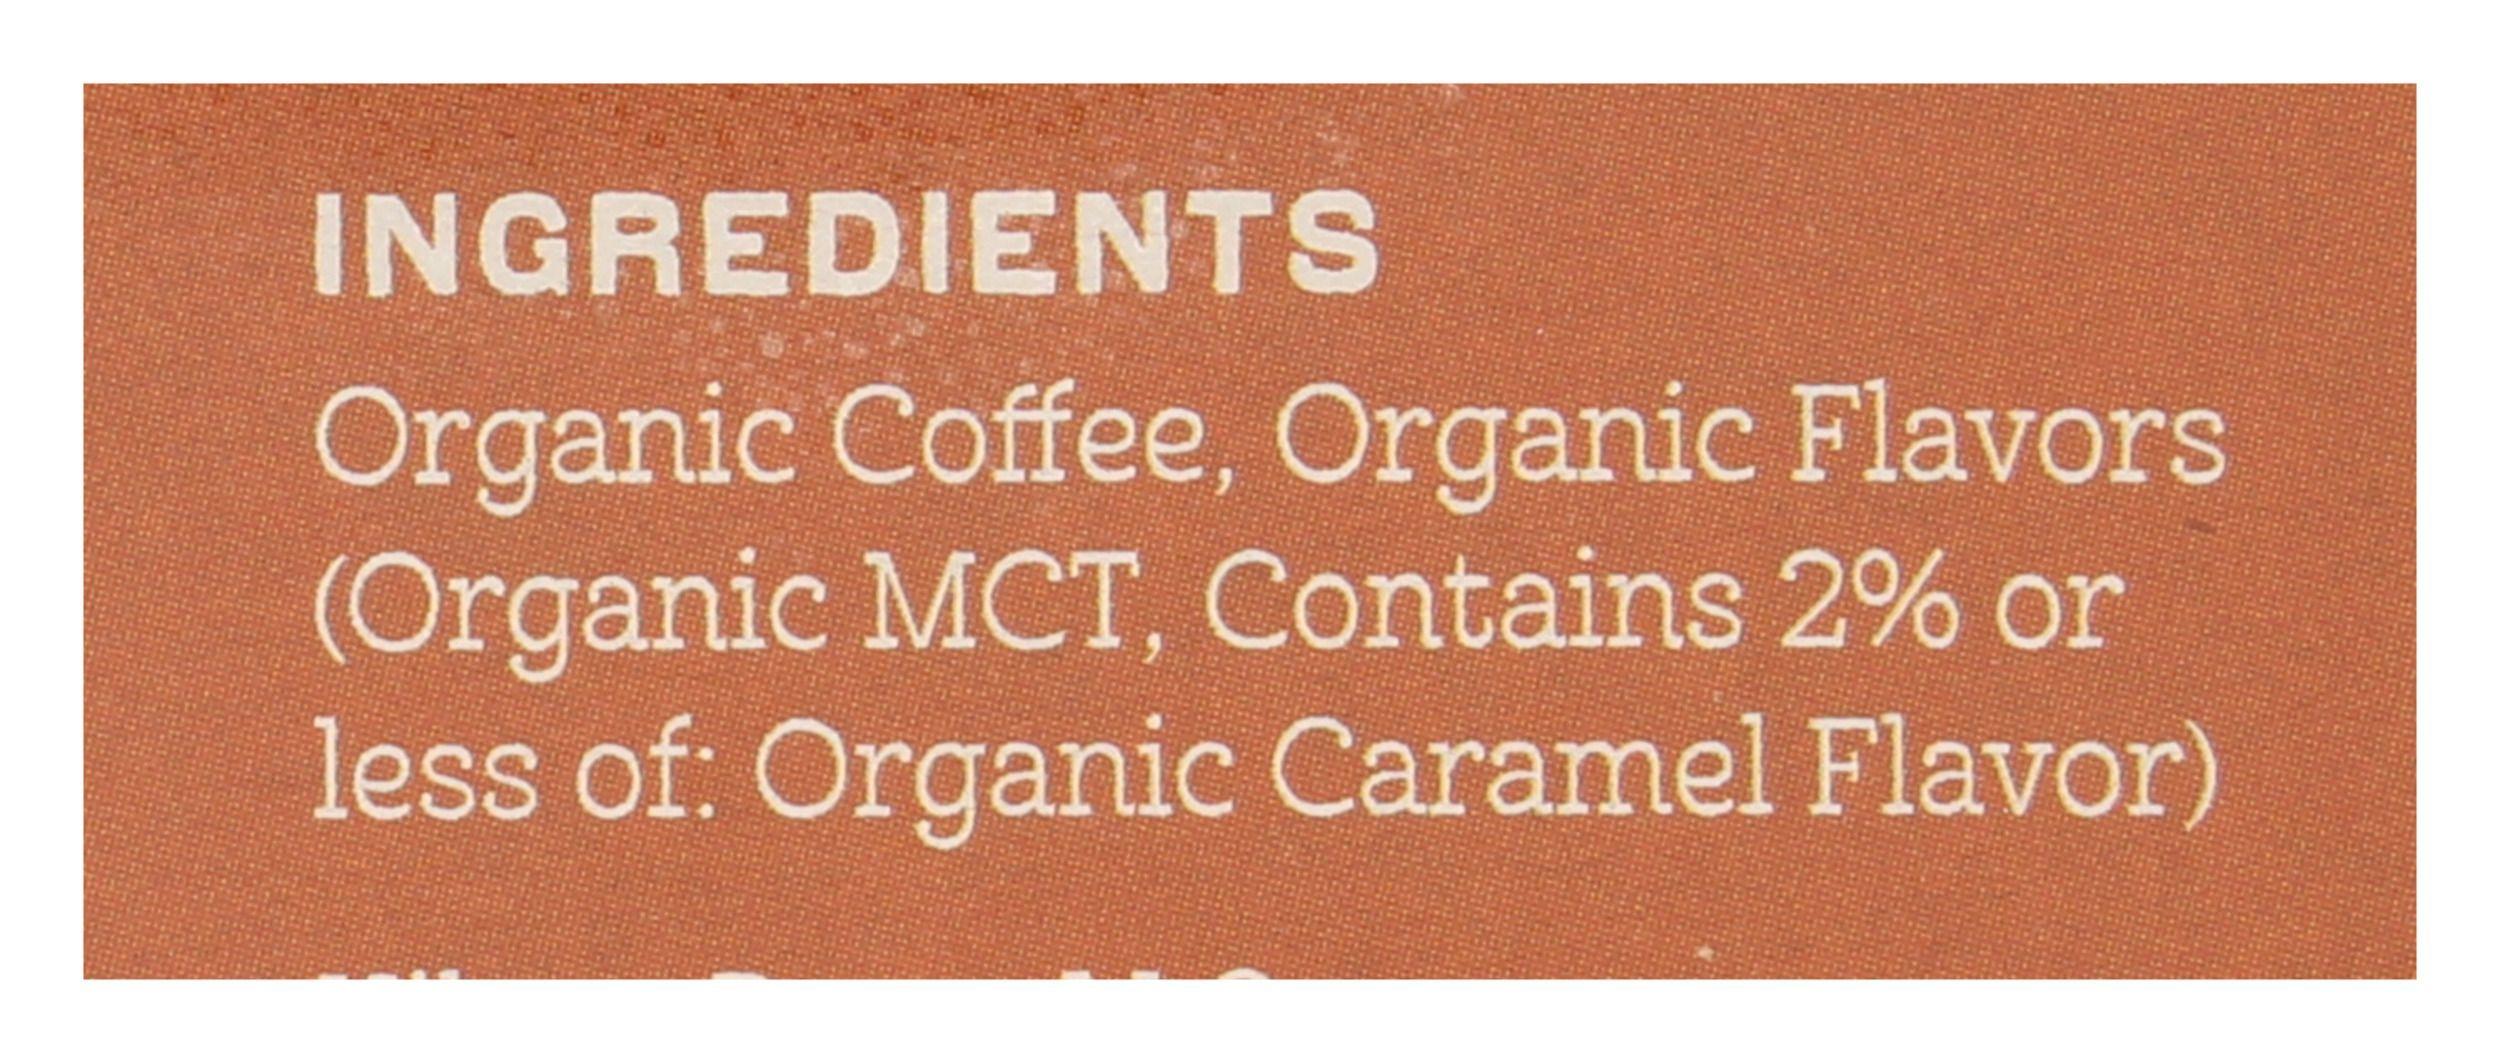 INGREDIENTS
Organic Coffee, Organic Flavors
(Organic MCT, Contains 2% or
less of: Organic Caramel Flavor)